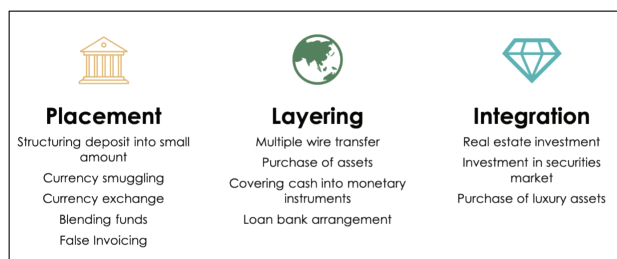 Placement
Structuring deposit into small
amount
Currency smuggling
Currency exchange
Blending funds
False Invoicing
Layering
Multiple wire transfer
Purchase of assets
Covering cash into monetary
instruments
Loan bank arrangement
Integration
Real estate investment
Investment in securities
market
Purchase of luxury assets